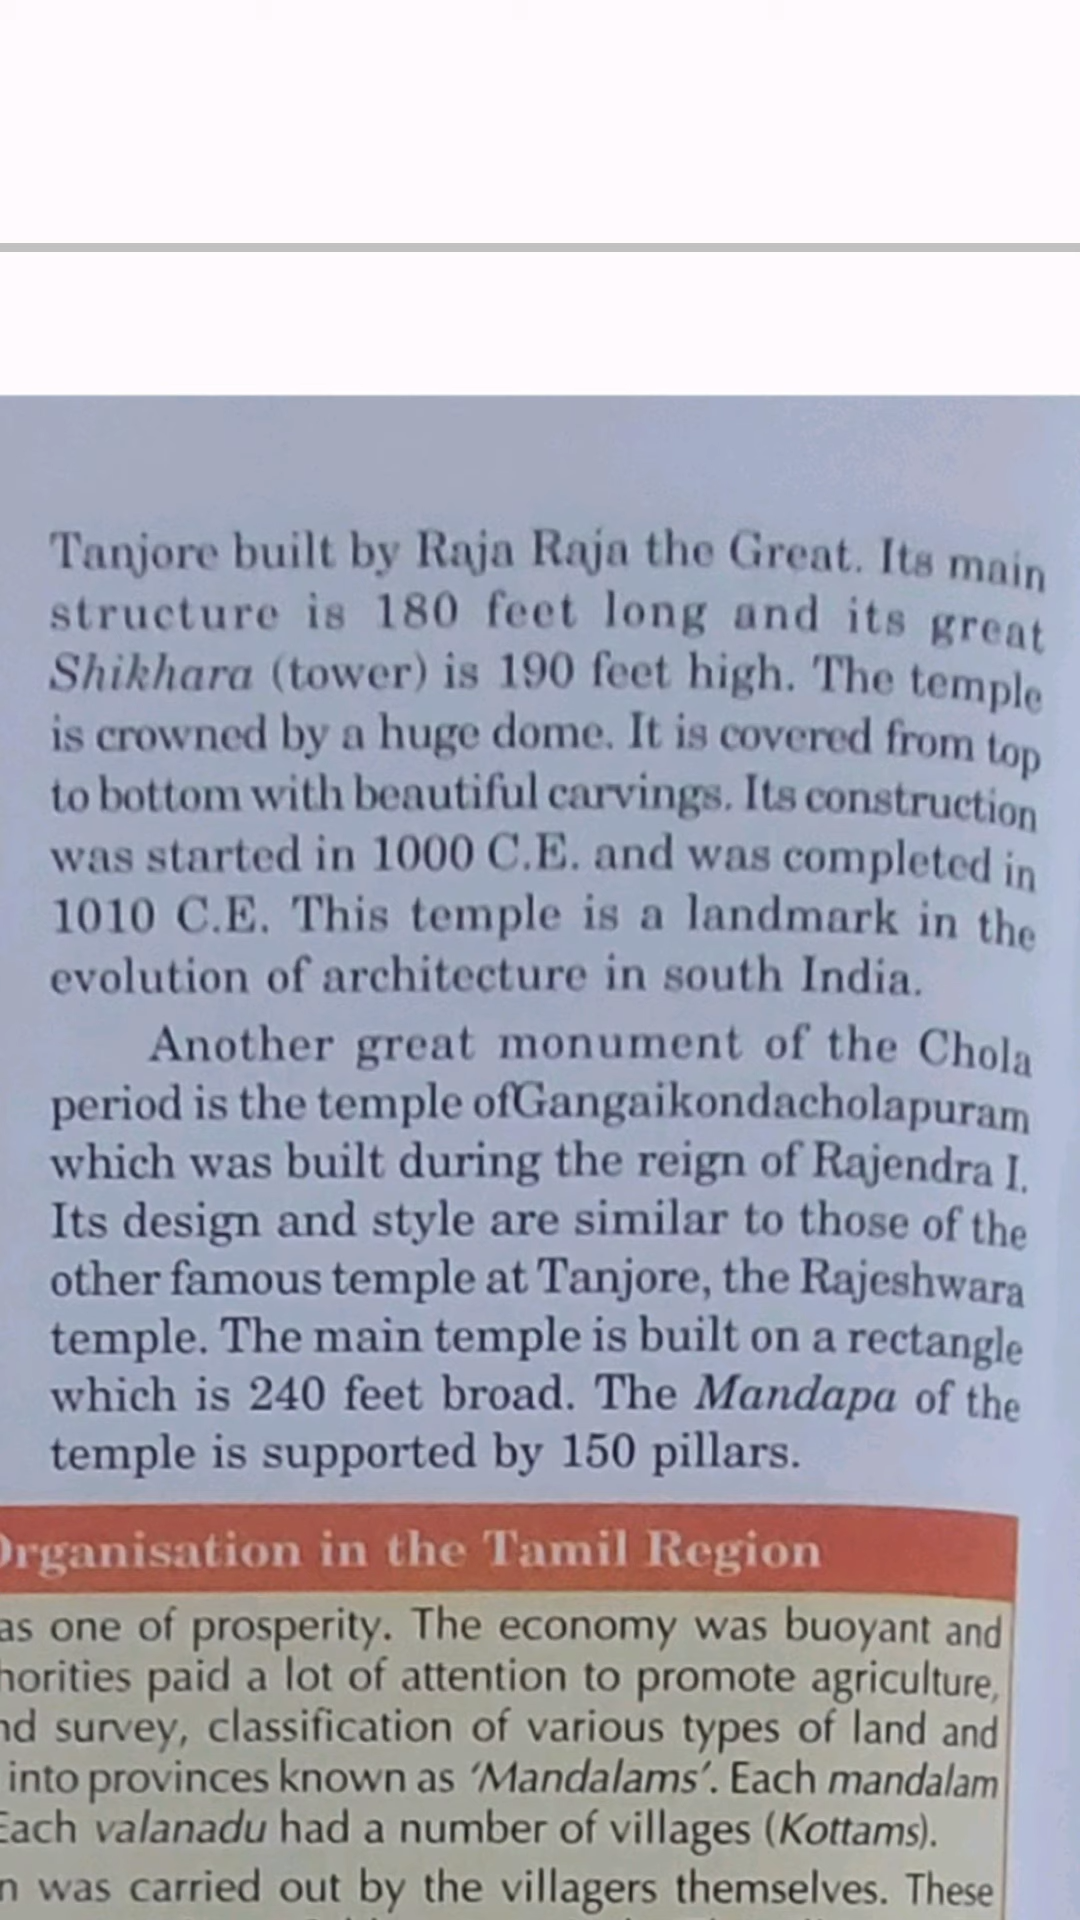 Tanjore built by Raja Raja the Great. Its main
structure is 180 feet long and its great
Shikhara (tower) is 190 feet high. The temple
is crowned by a huge dome. It is covered from top
to bottom with beautiful carvings. Its construction
was started in 1000 C.E. and was completed in
1010 C.E. This temple is a landmark in the
evolution of architecture in south India.
Another great monument of the Chola
period is the temple ofGangaikondacholapuram
which was built during the reign of Rajendra I.
Its design and style are similar to those of the
other famous temple at Tanjore, the Rajeshwara
temple. The main temple is built on a rectangle
which is 240 feet broad. The Mandapa of the
temple is supported by 150 pillars.
Organisation in the Tamil Region
as one of prosperity. The economy was buoyant and
horities paid a lot of attention to promote agriculture,
nd survey, classification of various types of land and
into provinces known as ‘Mandalams’. Each mandalam
Each valanadu had a number of villages (Kottams).
n was carried out by the villagers themselves. These